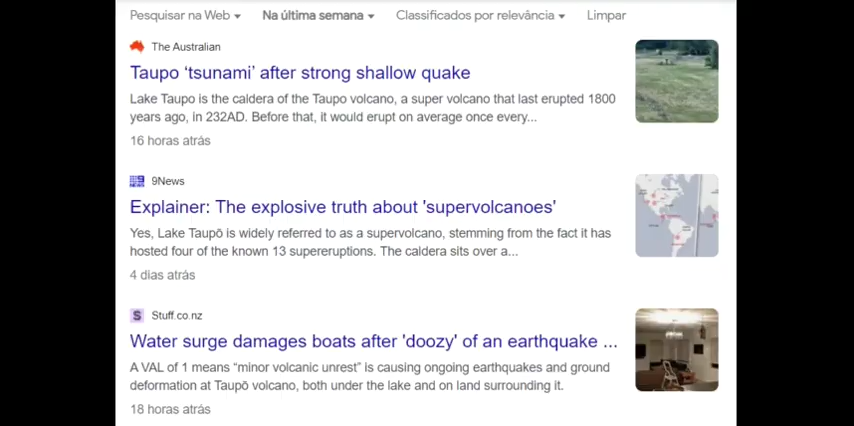 Pesquisar na Web Na última semana Classificados por relevância Limpar
The Australian
Taupo ‘tsunami’ after strong shallow quake
Lake Taupo is the caldera of the Taupo volcano, a super volcano that last erupted 1800
years ago, in 232AD. Before that, it would erupt on average once every...
16 horas atrás
9News
Explainer: The explosive truth about 'supervolcanoes'
Yes, Lake Taupō is widely referred to as a supervolcano, stemming from the fact it has
hosted four of the known 13 supereruptions. The caldera sits over a...
4 dias atrás
S Stuff.co.nz
Water surge damages boats after 'doozy' of an earthquake ...
A VAL of 1 means “minor volcanic unrest” is causing ongoing earthquakes and ground
deformation at Taupō volcano, both under the lake and on land surrounding it.
18 horas atrás